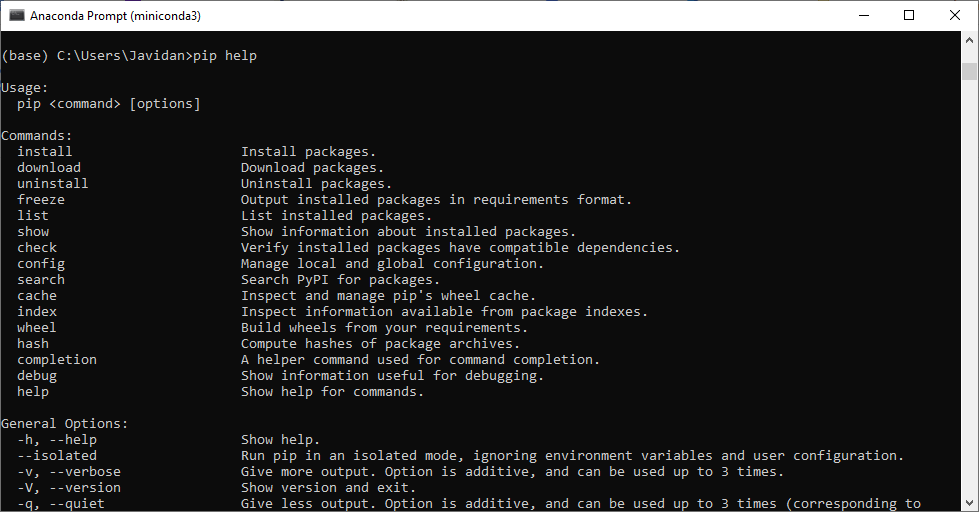 Anaconda Prompt (miniconda3)
(base) C:\Users\Javidan>pip help
Usage:
  pip <command> [options]
Commands:
  install                     Install packages.
  download                    Download packages.
  uninstall                   Uninstall packages.
  freeze                      Output installed packages in requirements format.
  list                        List installed packages.
  show                        Show information about installed packages.
  check                       Verify installed packages have compatible dependencies.
  config                      Manage local and global configuration.
  search                      Search PyPI for packages.
  cache                       Inspect and manage pip's wheel cache.
  index                       Inspect information available from package indexes.
  wheel                       Build wheels from your requirements.
  hash                        Compute hashes of package archives.
  completion                  A helper command used for command completion.
  debug                       Show information useful for debugging.
  help                        Show help for commands.
General Options:
  -h, --help                  Show help.
  --isolated                  Run pip in an isolated mode, ignoring environment variables and user configuration.
  -v, --verbose               Give more output. Option is additive, and can be used up to 3 times.
  -V, --version               Show version and exit.
  -q, --quiet                 Give less output. Option is additive, and can be used up to 3 times (corresponding to